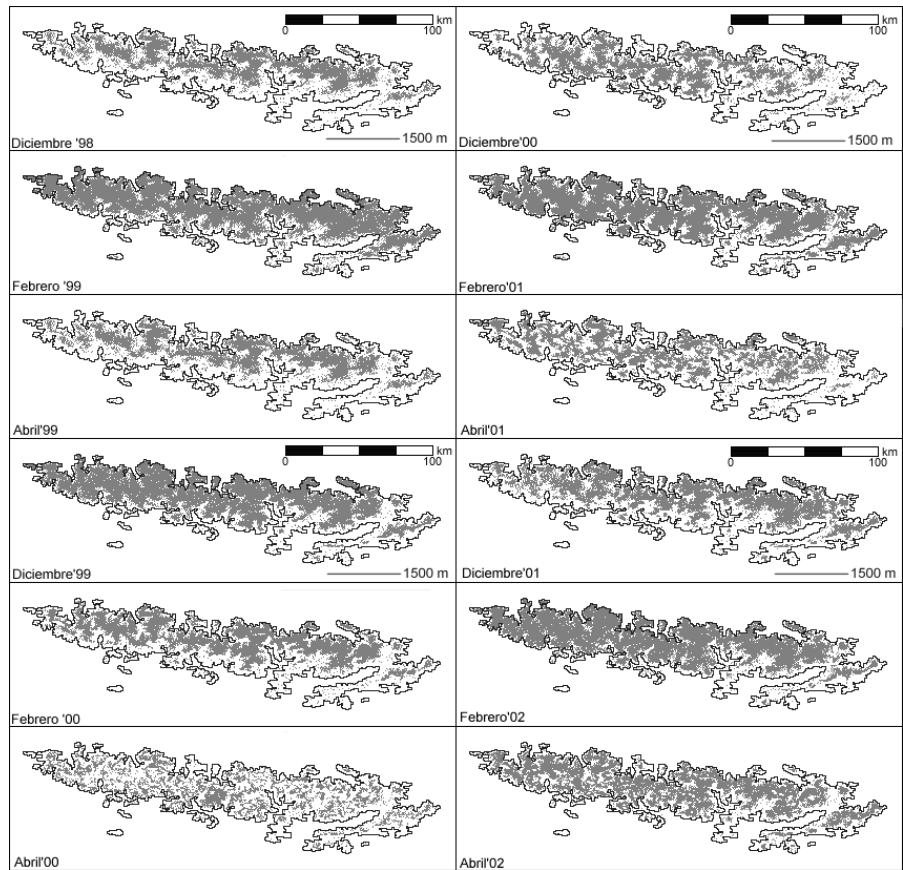 km
0 100
Diciembre '98
1500 m
km
0 100
Diciembre'00
1500 m
Febrero '99
Febrero'01
Abril'99
Abril'01
km
0 100
Diciembre'99
1500 m
km
0 100
Diciembre'01
1500 m
Febrero '00
Febrero'02
Abril'00
Abril'02